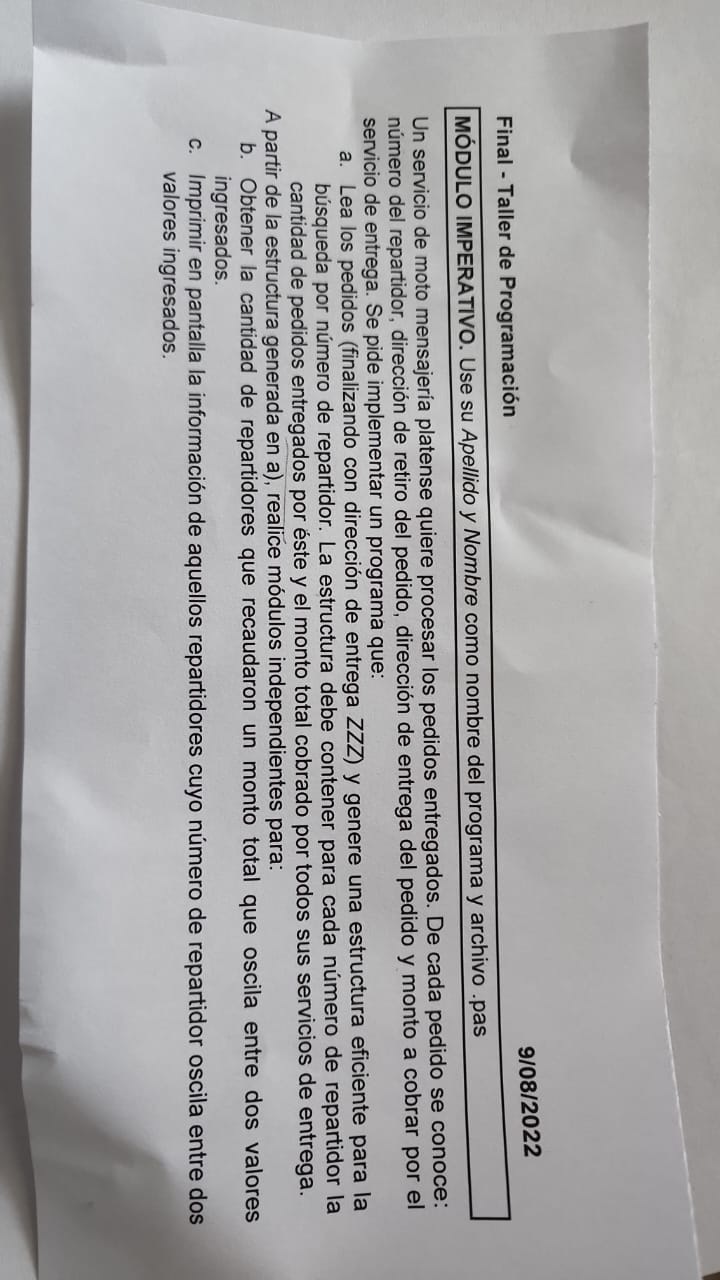 9/08/2022
Final - Taller de Programación
MÓDULO IMPERATIVO. Use su Apellido y Nombre como nombre del programa y archivo .pas
Un servicio de moto mensajería platense quiere procesar los pedidos entregados. De cada pedido se conoce:
número del repartidor, dirección de retiro del pedido, dirección de entrega del pedido y monto a cobrar por el
servicio de entrega. Se pide implementar un programa que:
a. Lea los pedidos (finalizando con dirección de entrega ZZZ) y genere una estructura eficiente para la
búsqueda por número de repartidor. La estructura debe contener para cada número de repartidor la
cantidad de pedidos entregados por éste y el monto total cobrado por todos sus servicios de entrega.
A partir de la estructura generada en a), realice módulos independientes para:
b. Obtener la cantidad de repartidores que recaudaron un monto total que oscila entre dos valores
ingresados.
c. Imprimir en pantalla la información de aquellos repartidores cuyo número de repartidor oscila entre dos
valores ingresados.